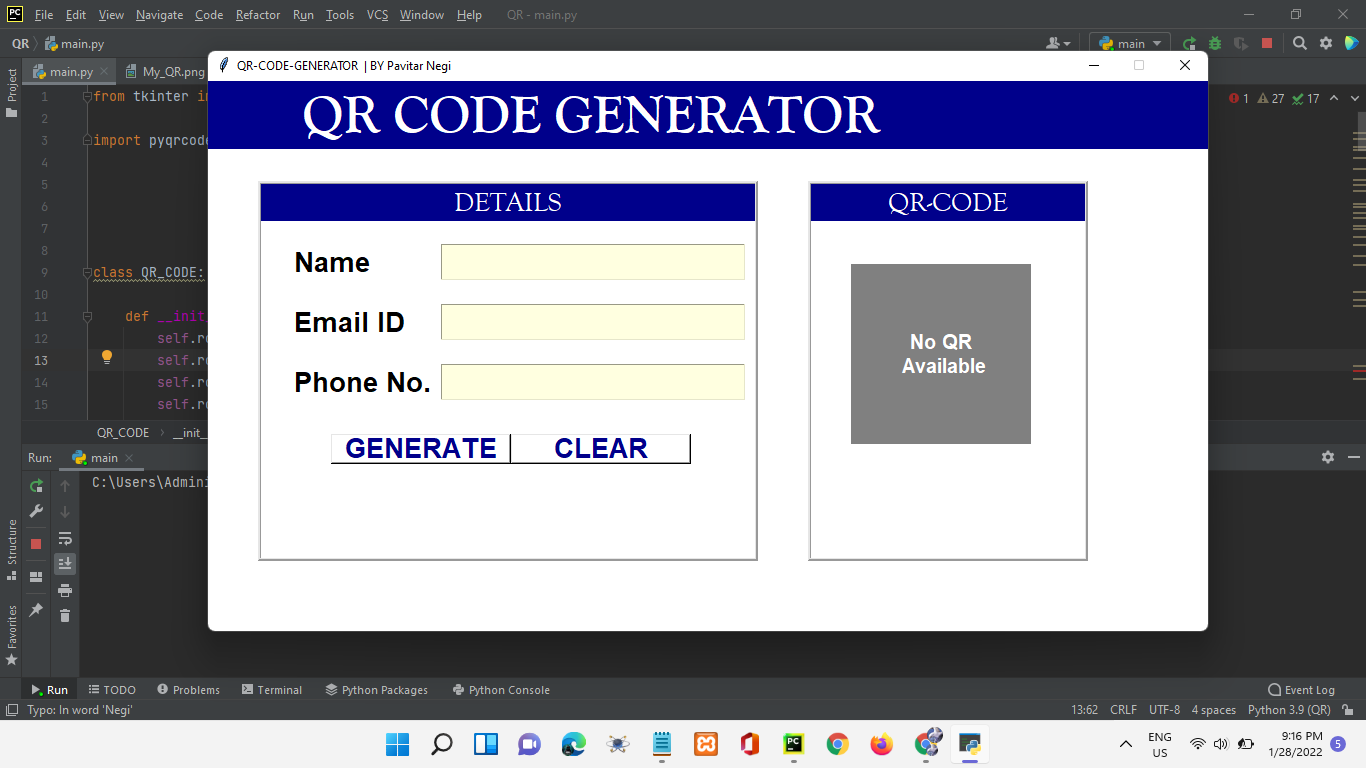 File Edit View Navigate Code Refactor Run Tools VCS Window Help QR - main.py
QR main.py main
Project main.py My_QR.png
QR-CODE-GENERATOR | BY Pavitar Negi
QR CODE GENERATOR
DETAILS
Name
Email ID
Phone No.
GENERATE CLEAR
QR-CODE
No QR
Available
1 from tkinter
2
3 import pyqrcode
4
5
6
7
8
9 class QR_CODE:
10
11 def __init
12 self.
13 self.
14 self.
15 self.
1 27 17
QR_CODE __init_
Run: main
C:\Users\Admini
Structure
Favorites
Run TODO Problems Terminal Python Packages Python Console Event Log
Typo: In word 'Negi' 13:62 CRLF UTF-8 4 spaces Python 3.9 (QR)
ENG
US
9:16 PM
1/28/2022
5